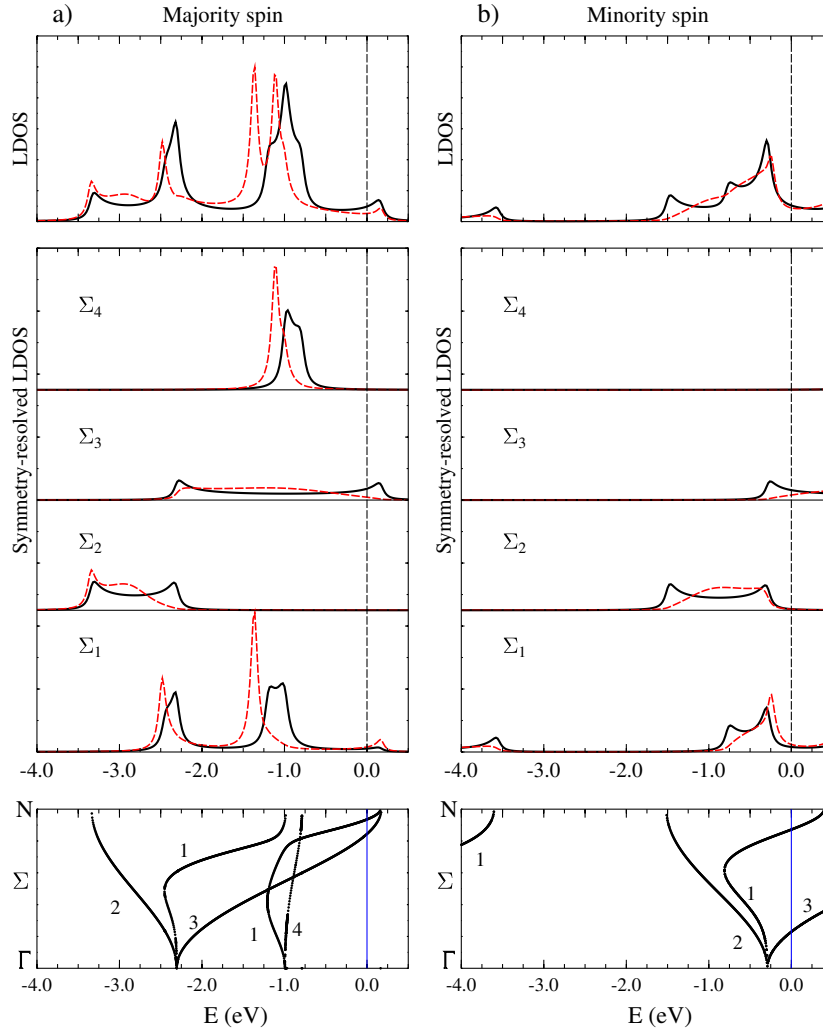 a) Majority spin
b) Minority spin
LDOS
LDOS
Symmetry-resolved LDOS
Σ4
Σ3
Σ2
Σ1
-4.0 -3.0 -2.0 -1.0 0.0
Symmetry-resolved LDOS
Σ4
Σ3
Σ2
Σ1
-4.0 -3.0 -2.0 -1.0 0.0
N
Σ
Γ
1
2
3
1
4
-4.0 -3.0 -2.0 -1.0 0.0
E (eV)
N
Σ
Γ
1
1
2
3
-4.0 -3.0 -2.0 -1.0 0.0
E (eV)